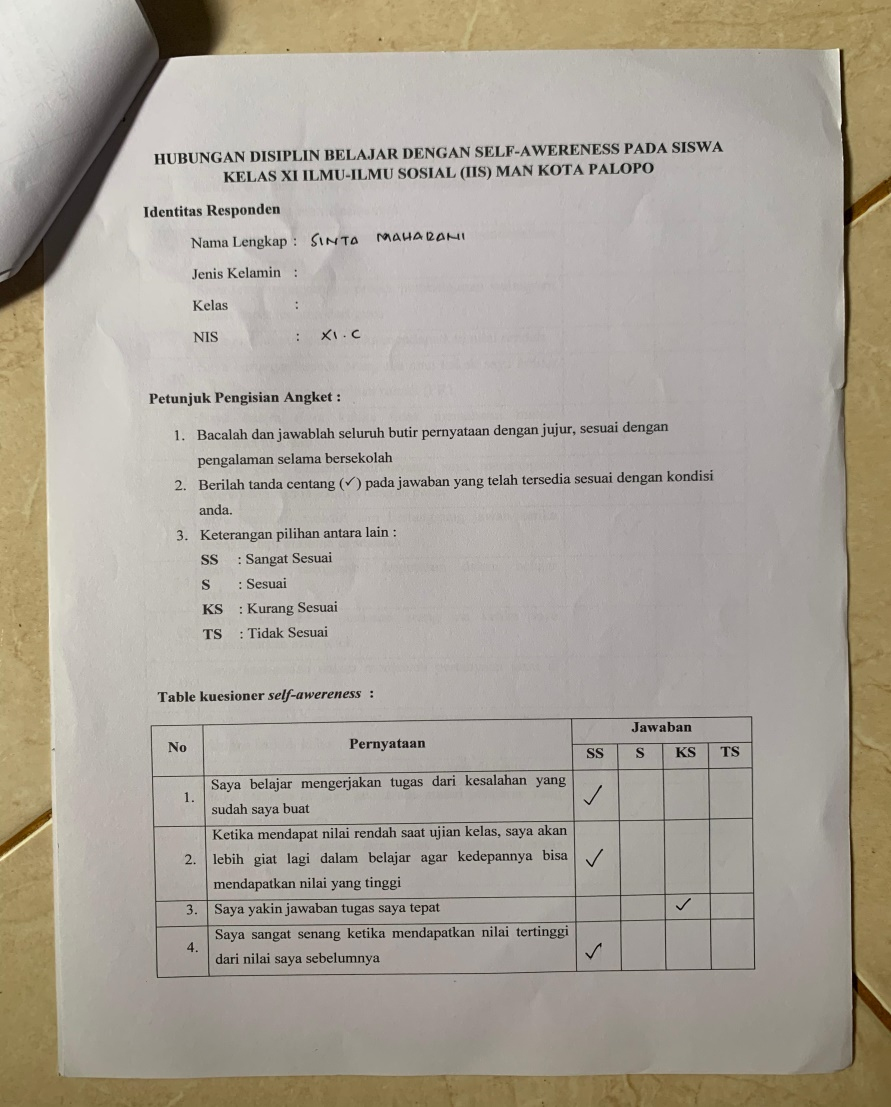 HUBUNGAN DISIPLIN BELAJAR DENGAN SELF-AWERENESS PADA SISWA
KELAS XI ILMU-ILMU SOSIAL (IIS) MAN KOTA PALOPO
Identitas Responden
Nama Lengkap : SINTA MAHARANI
Jenis Kelamin :
Kelas :
NIS : XI.C
Petunjuk Pengisian Angket :
1. Bacalah dan jawablah seluruh butir pernyataan dengan jujur, sesuai dengan
pengalaman selama bersekolah
2. Berilah tanda centang (✓) pada jawaban yang telah tersedia sesuai dengan kondisi
anda.
3. Keterangan pilihan antara lain :
SS : Sangat Sesuai
S : Sesuai
KS : Kurang Sesuai
TS : Tidak Sesuai
Table kuesioner self-awereness :
No Pernyataan Jawaban
SS S KS TS
1. Saya belajar mengerjakan tugas dari kesalahan yang
sudah saya buat ✓
2. Ketika mendapat nilai rendah saat ujian kelas, saya akan
lebih giat lagi dalam belajar agar kedepannya bisa ✓
mendapatkan nilai yang tinggi
3. Saya yakin jawaban tugas saya tepat ✓
4. Saya sangat senang ketika mendapatkan nilai tertinggi
dari nilai saya sebelumnya ✓